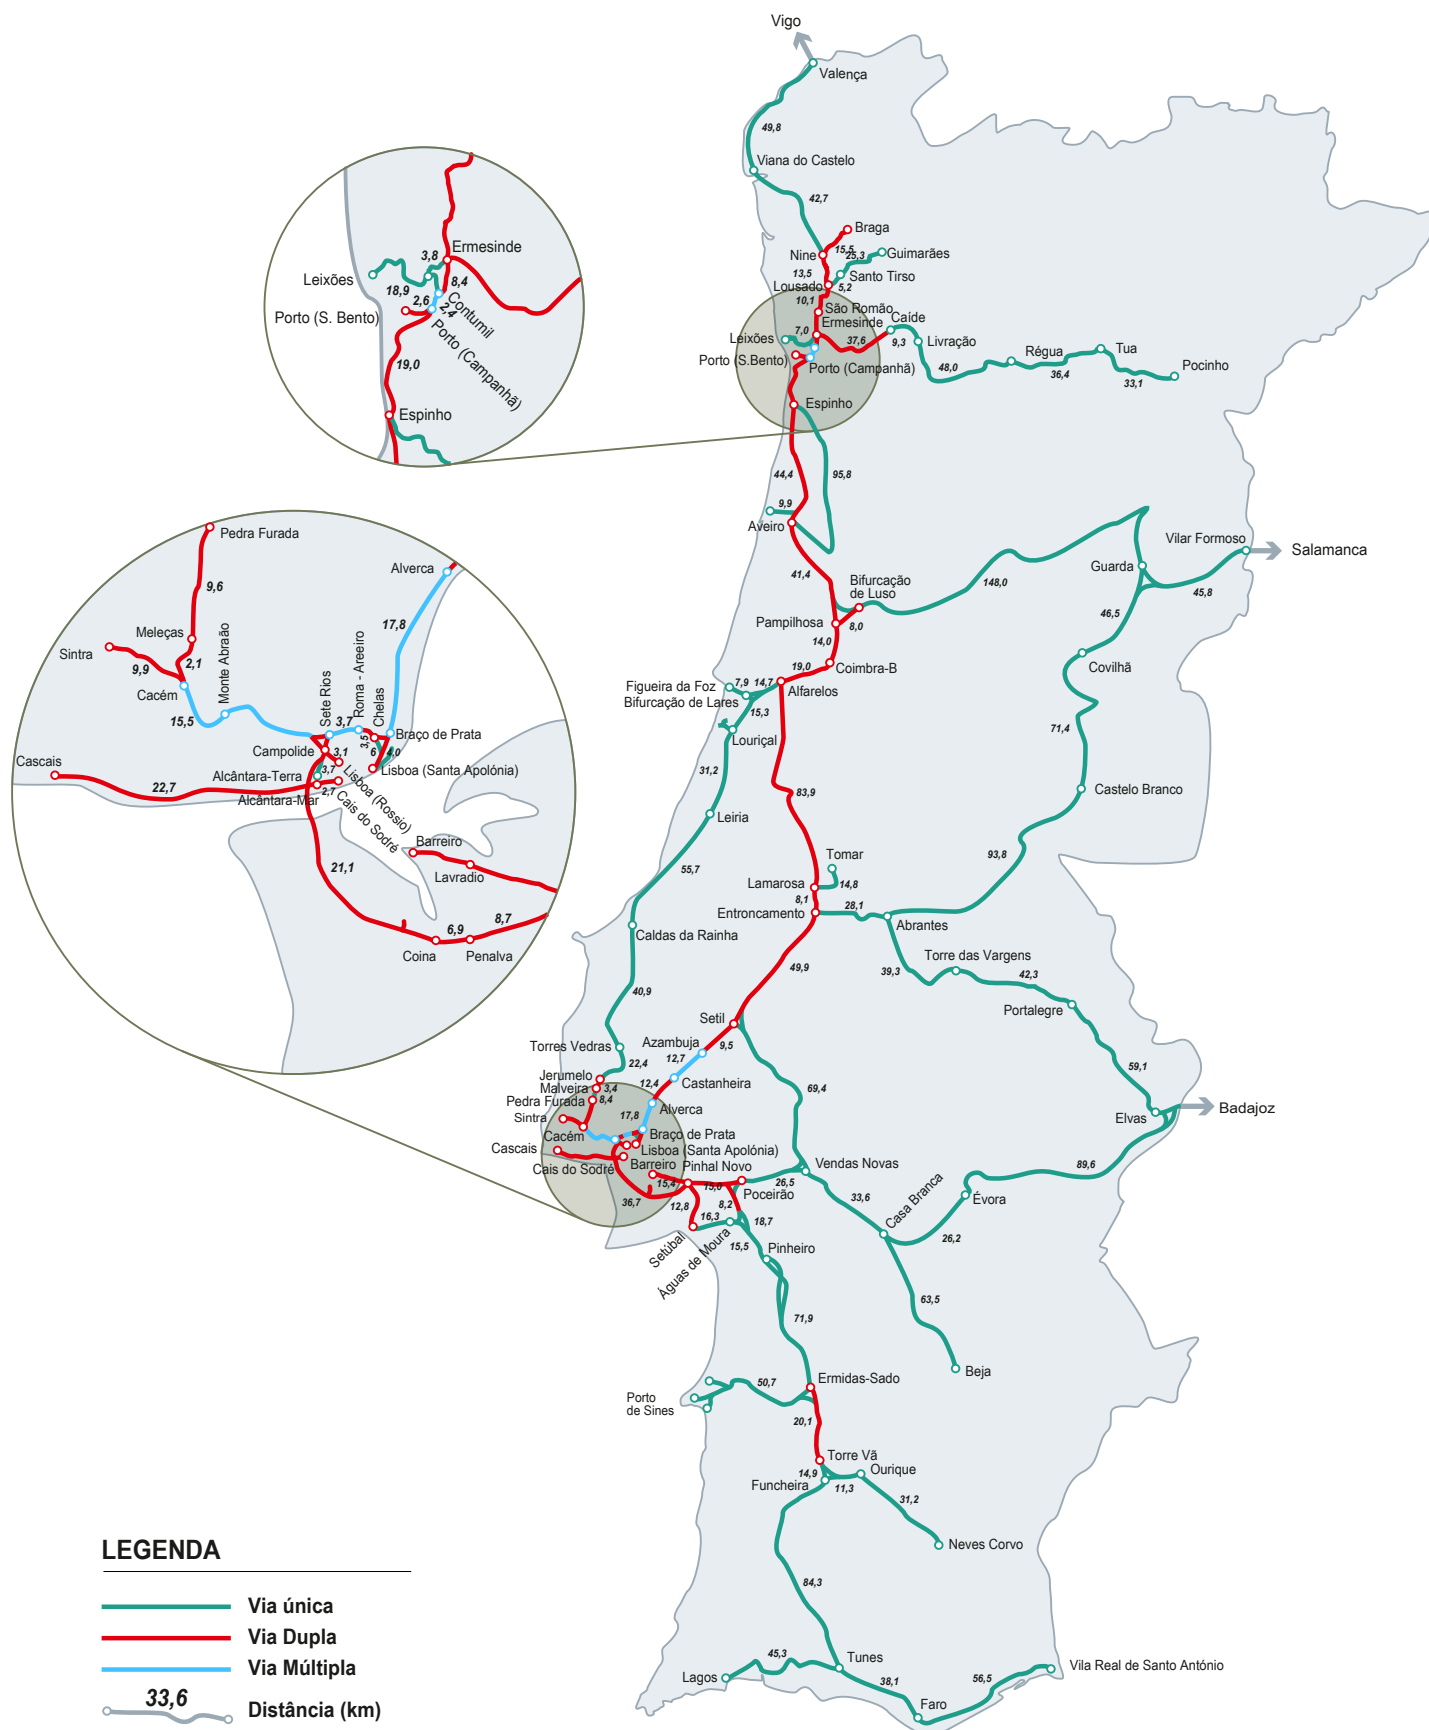 Vigo
Valença
49,8
Viana do Castelo
42,7
Braga
15,5
25,3
Guimarães
Nine
13,5
Santo Tirso
Lousado
5,2
10,1
São Romão
Ermesinde
Caíde
Leixões
7,0
37,6
9,3
Livração
Régua
Tua
Pocinho
Porto (S.Bento)
Porto (Campanhã)
48,0
36,4
33,1
Espinho
3,8
Ermesinde
Leixões
18,9
8,4
2,6
Contumil
2,4
Porto (S. Bento)
Porto (Campanhã)
19,0
Espinho
44,4
95,8
9,9
Aveiro
41,4
Bifurcação
de Luso
148,0
Vilar Formoso
Salamanca
Guarda
45,8
46,5
Pampilhosa
8,0
14,0
Coimbra-B
19,0
Covilhã
Figueira da Foz
7,9
14,7
Alfarelos
Bifurcação de Lares
15,3
Louriçal
71,4
31,2
83,9
Castelo Branco
Leiria
93,8
55,7
Tomar
Lamarosa
14,8
8,1
Entroncamento
28,1
Abrantes
Caldas da Rainha
Torre das Vargens
39,3
42,3
49,9
40,9
Portalegre
Setil
Azambuja
9,5
12,7
Torres Vedras
22,4
59,1
Jerumelo
Malveira
3,4
12,4
Castanheira
69,4
Pedra Furada
8,4
Alverca
Elvas
Badajoz
Sintra
17,8
Cacém
Braço de Prata
Cascais
Lisboa (Santa Apolónia)
Cais do Sodré
Barreiro
Pinhal Novo
Vendas Novas
89,6
15,4
15,0
26,5
Poceirão
36,7
12,8
8,2
33,6
Casa Branca
Évora
16,3
18,7
26,2
Setúbal
Águas de Moura
15,5
Pinheiro
63,5
71,9
Beja
Ermidas-Sado
50,7
Porto
de Sines
20,1
Torre Vã
14,9
Ourique
Funcheira
11,3
31,2
Neves Corvo
84,3
45,3
Tunes
Lagos
38,1
56,5
Vila Real de Santo António
Faro
Pedra Furada
9,6
Alverca
17,8
Meleças
Sintra
9,9
2,1
Cacém
Monte Abraão
15,5
Sete Rios
3,7
Roma - Areeiro
Chelas
3,5
Braço de Prata
Campolide
3,1
6
4,0
Cascais
22,7
Alcântara-Terra
3,7
Lisboa (Rossio)
Lisboa (Santa Apolónia)
Alcântara-Mar
2,7
Cais do Sodré
Barreiro
Lavradio
21,1
6,9
8,7
Coina
Penalva
LEGENDA
Via única
Via Dupla
Via Múltipla
33,6
Distância (km)